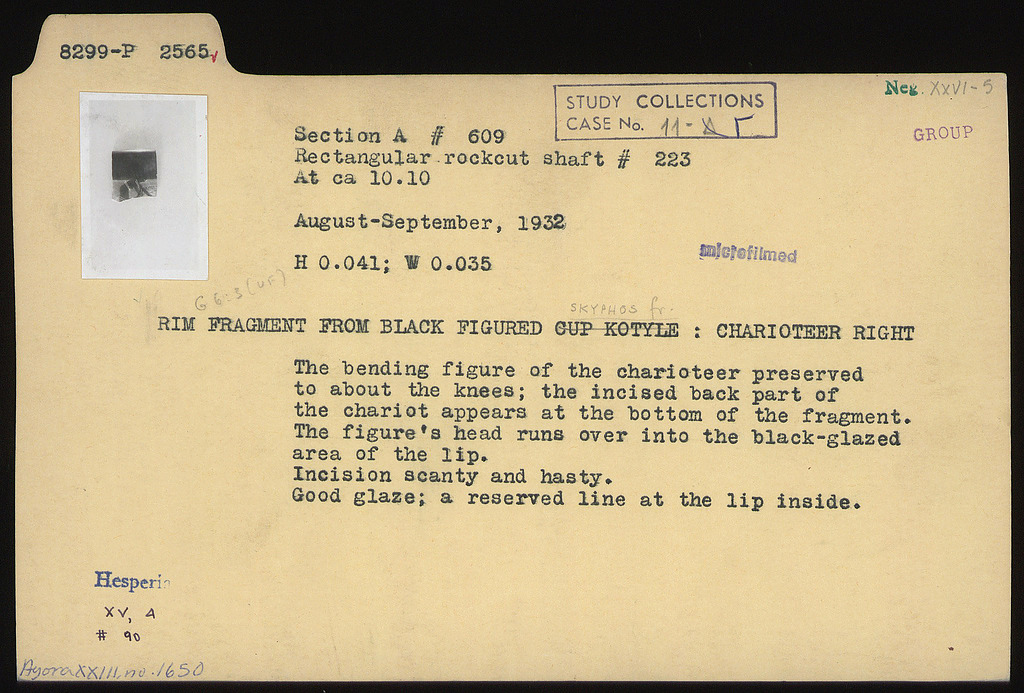 8299-P 2565
Neg. XXVI-5
STUDY COLLECTIONS
CASE No. 11-
GROUP
Section A # 609
Rectangular rockcut shaft # 223
At ca 10.10
August-September, 1932
microfilmed
H 0.041; W 0.035
G 6:3 (UF)
SKYPHOS fr.
RIM FRAGMENT FROM BLACK FIGURED CUP KOTYLE : CHARIOTEER RIGHT
The bending figure of the charioteer preserved
to about the knees; the incised back part of
the chariot appears at the bottom of the fragment.
The figure's head runs over into the black-glazed
area of the lip.
Incision scanty and hasty.
Good glaze; a reserved line at the lip inside.
Hesperia
XV, 4
# 90
Agora XXIII, no. 1650